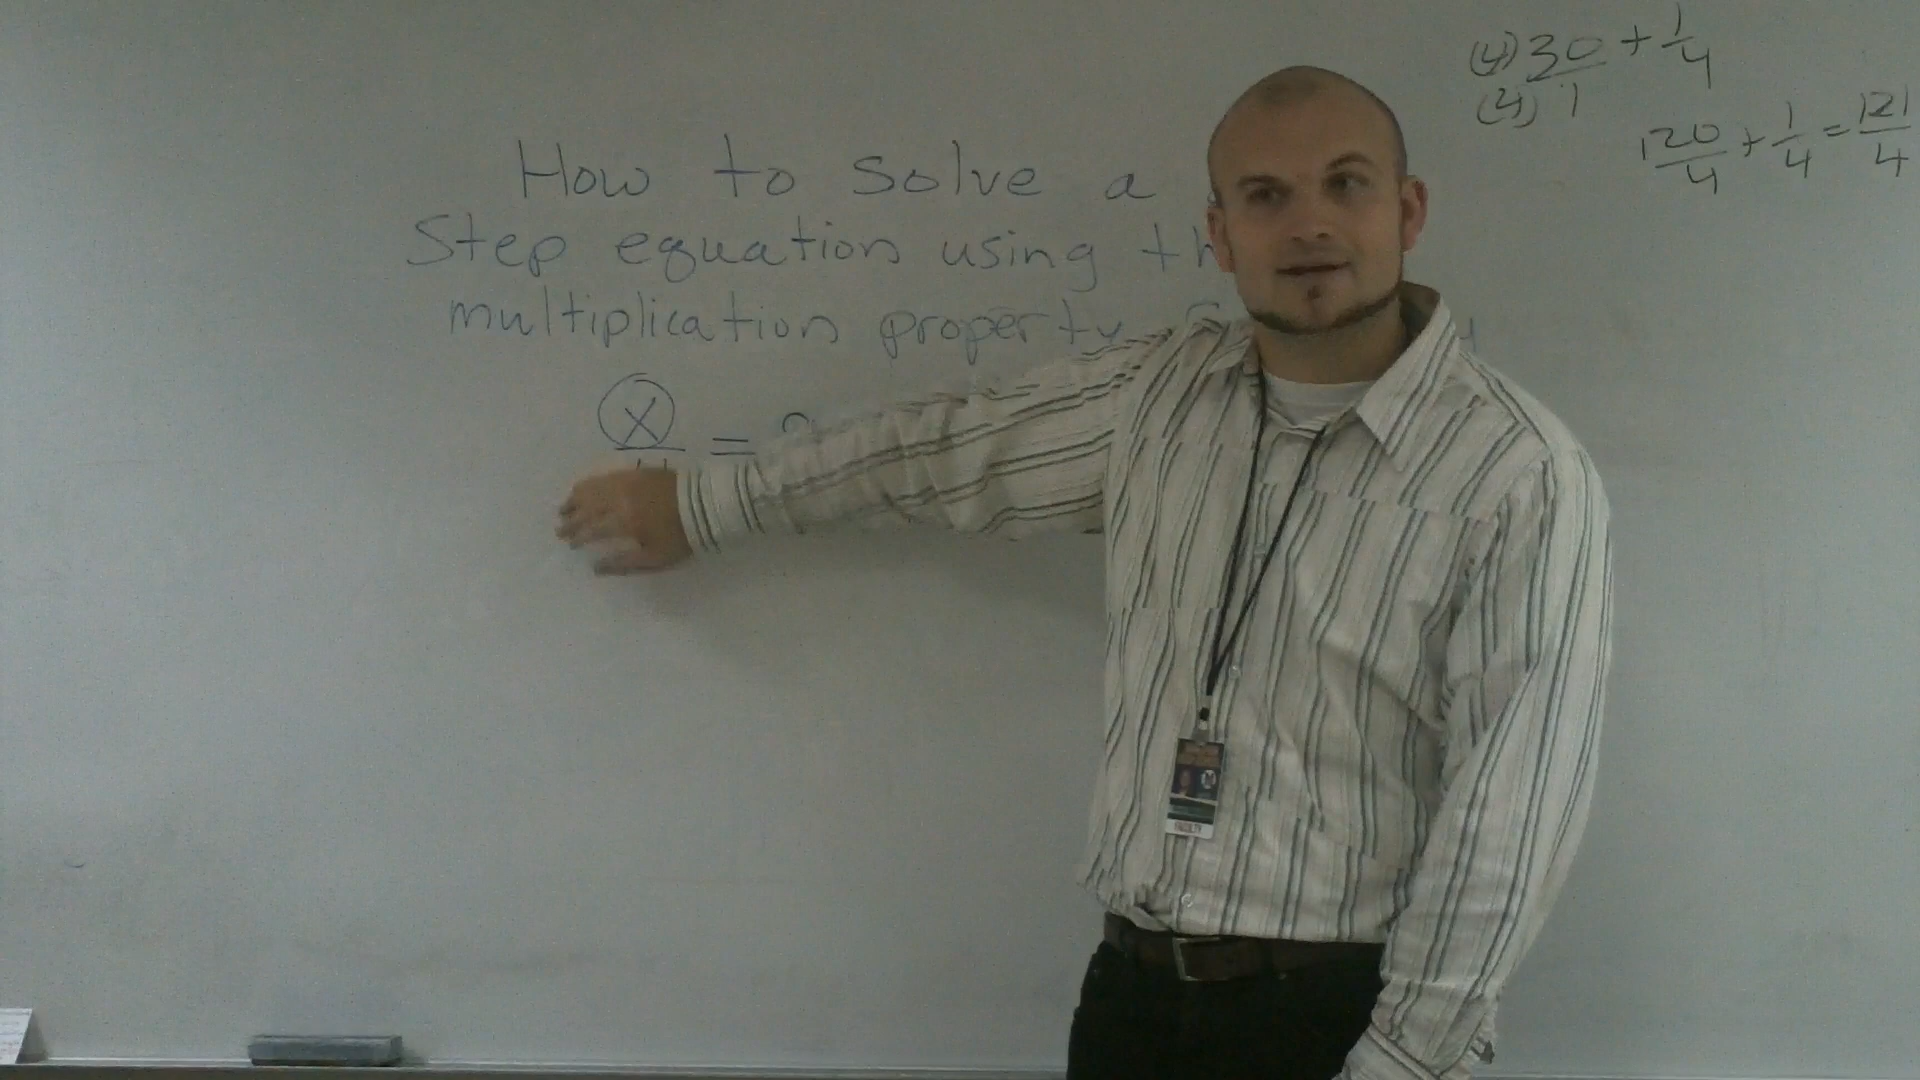 How to solve a
Step equation using
multiplication property
X
=
(4) 30 + 1
(4) 1 4
120 + 1 = 121
4 4 4
FACULTY